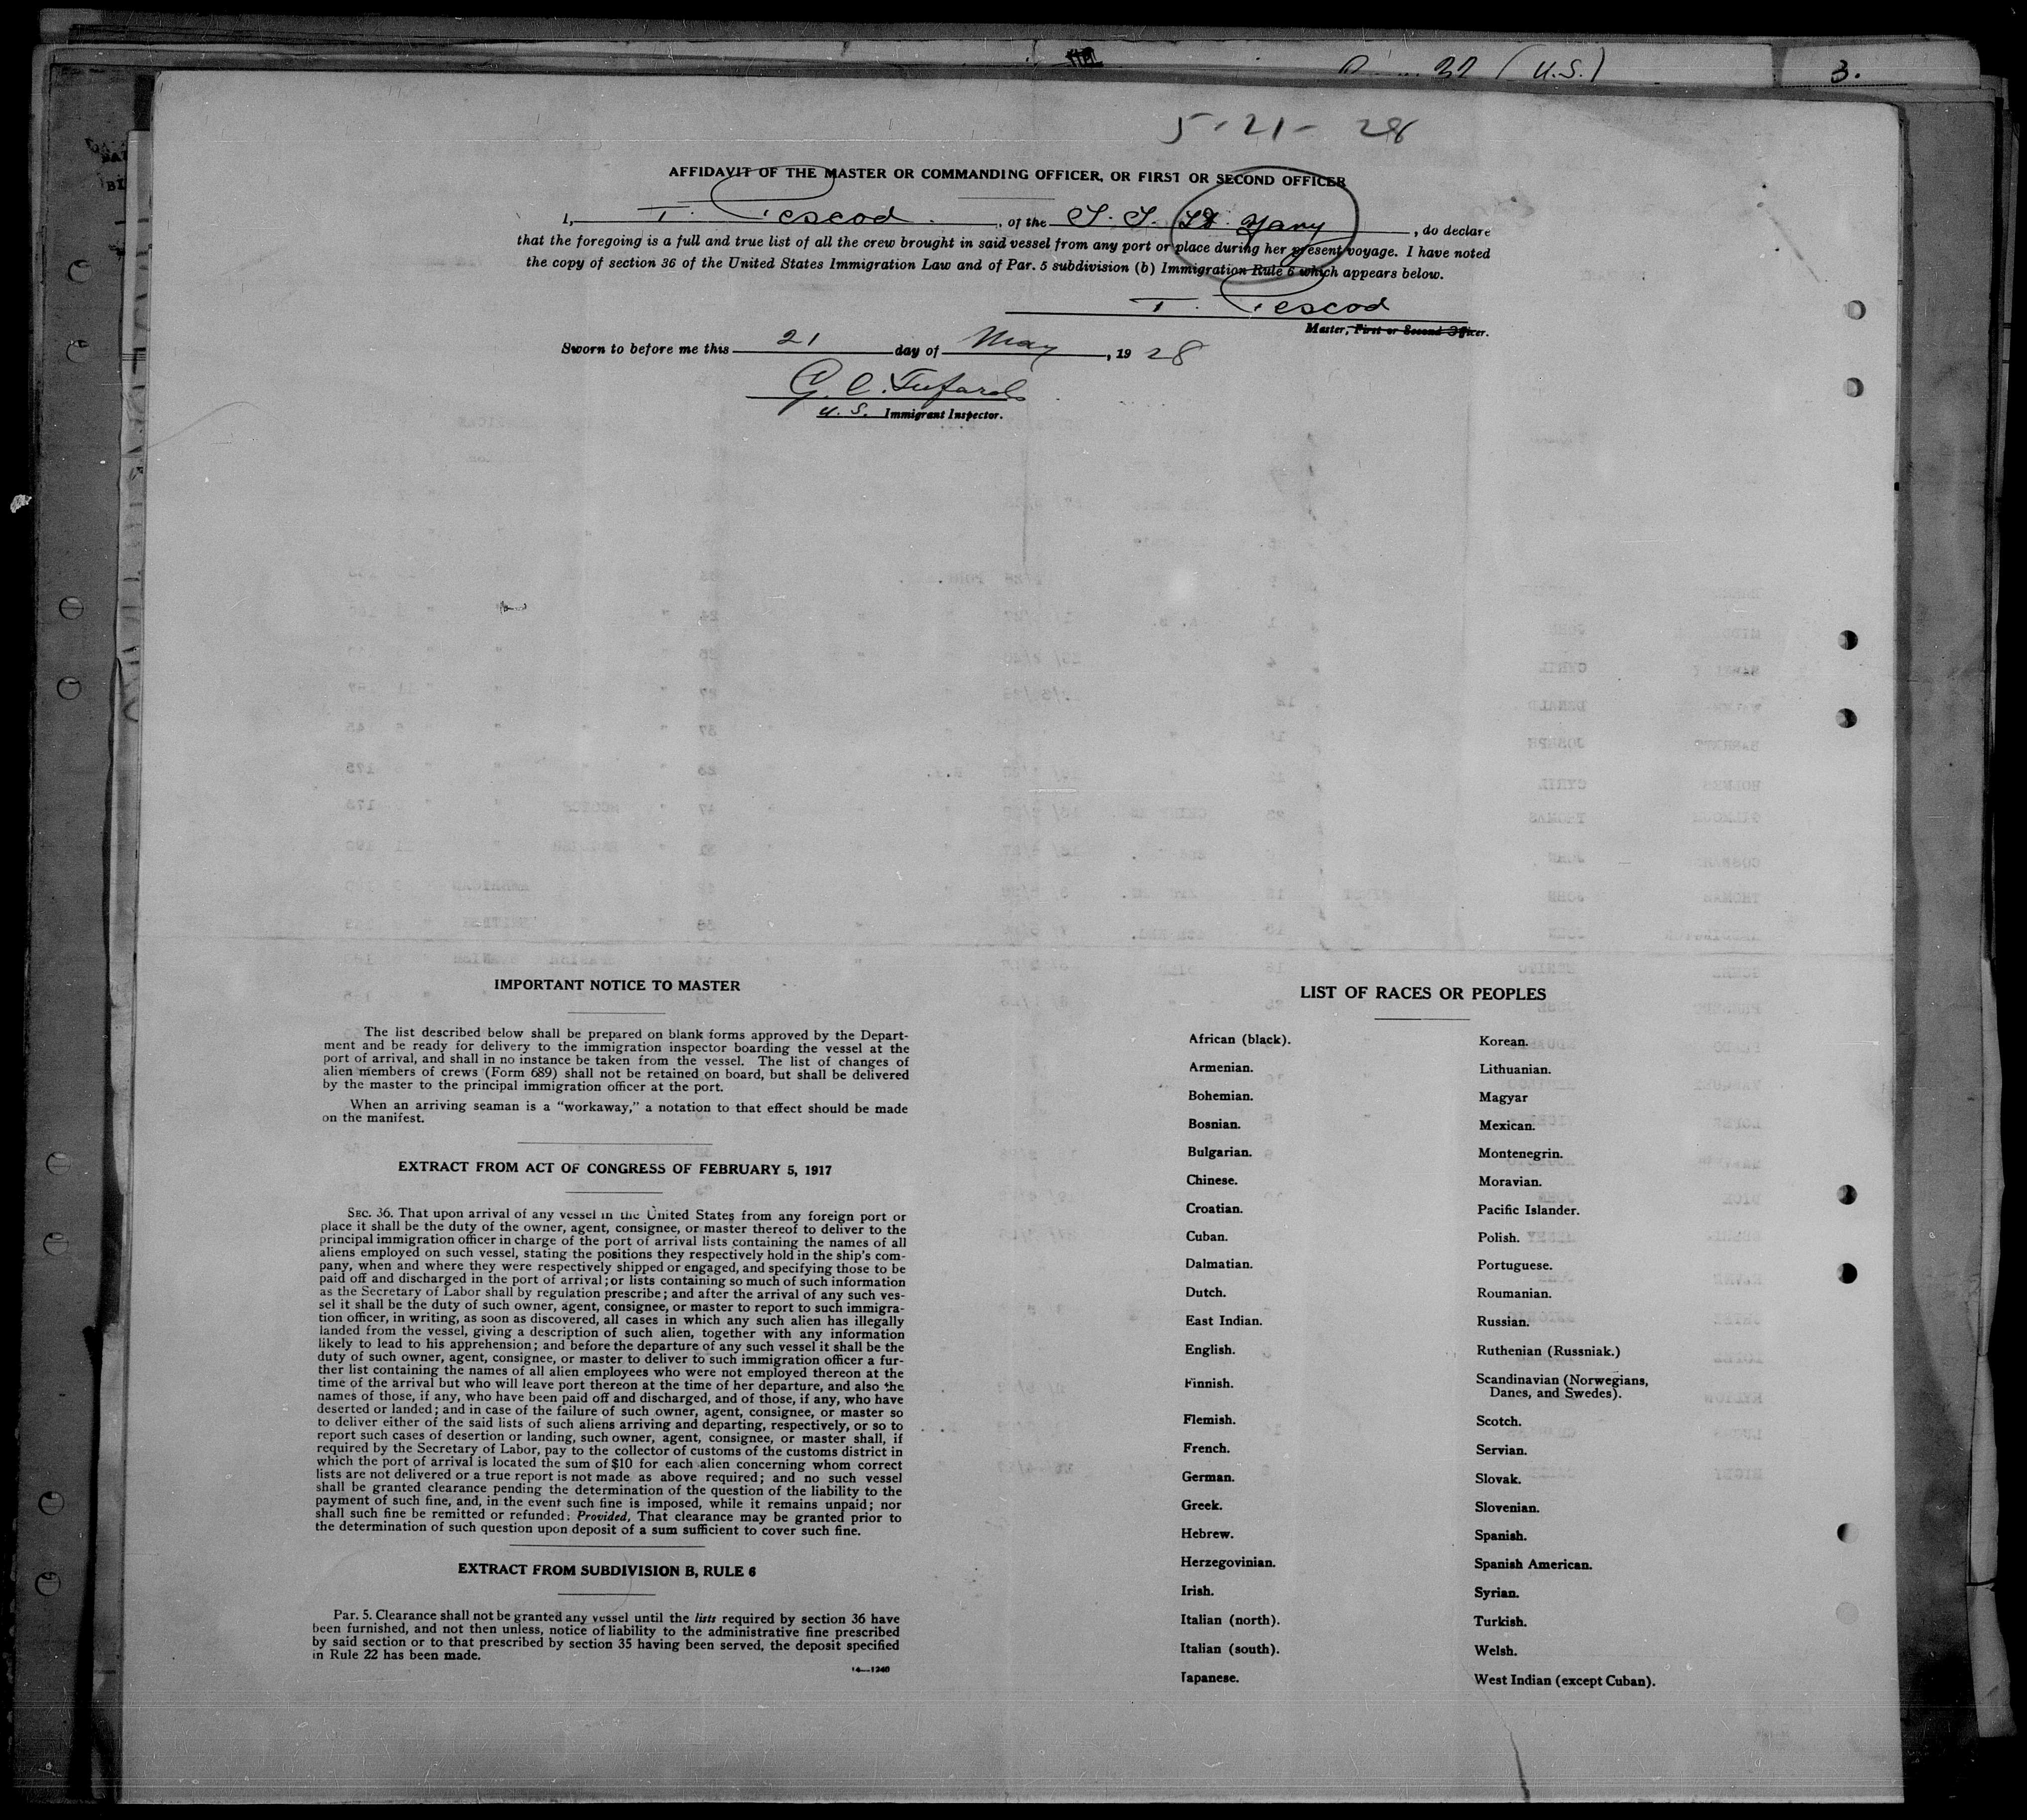 32 (U.S.) 3.
5-21-28
AFFIDAVIT OF THE MASTER OR COMMANDING OFFICER, OR FIRST OR SECOND OFFICER
I, T. Pescod, of the S.S. St. Mary, do declare
that the foregoing is a full and true list of all the crew brought in said vessel from any port or place during her present voyage. I have noted
the copy of section 36 of the United States Immigration Law and of Par. 5 subdivision (b) Immigration Rule 6 which appears below.
T. Pescod
Master, First or Second Officer.
Sworn to before me this 21 day of May, 1928
U.S. Immigrant Inspector.
IMPORTANT NOTICE TO MASTER
The list described below shall be prepared on blank forms approved by the Depart-
ment and be ready for delivery to the immigration inspector boarding the vessel at the
port of arrival, and shall in no instance be taken from the vessel. The list of changes of
alien members of crews (Form 689) shall not be retained on board, but shall be delivered
by the master to the principal immigration officer at the port.
When an arriving seaman is a "workaway," a notation to that effect should be made
on the manifest.
EXTRACT FROM ACT OF CONGRESS OF FEBRUARY 5, 1917
SEC. 36. That upon arrival of any vessel in the United States from any foreign port or
place it shall be the duty of the owner, agent, consignee, or master thereof to deliver to the
principal immigration officer in charge of the port of arrival lists containing the names of all
aliens employed on such vessel, stating the positions they respectively hold in the ship's com-
pany, when and where they were respectively shipped or engaged, and specifying those to be
paid off and discharged in the port of arrival; or lists containing so much of such information
as the Secretary of Labor shall by regulation prescribe; and after the arrival of any such ves-
sel it shall be the duty of such owner, agent, consignee, or master to report to such immigra-
tion officer, in writing, as soon as discovered, all cases in which any such alien has illegally
landed from the vessel, giving a description of such alien, together with any information
likely to lead to his apprehension; and before the departure of any such vessel it shall be the
duty of such owner, agent, consignee, or master to deliver to such immigration officer a fur-
ther list containing the names of all alien employees who were not employed thereon at the
time of the arrival but who will leave port thereon at the time of her departure, and also the
names of those, if any, who have been paid off and discharged, and of those, if any, who have
deserted or landed; and in case of the failure of such owner, agent, consignee, or master so
to deliver either of the said lists of such aliens arriving and departing, respectively, or so to
report such cases of desertion or landing, such owner, agent, consignee, or master shall, if
required by the Secretary of Labor, pay to the collector of customs of the customs district in
which the port of arrival is located the sum of $10 for each alien concerning whom correct
lists are not delivered or a true report is not made as above required; and no such vessel
shall be granted clearance pending the determination of the question of the liability to the
payment of such fine, and, in the event such fine is imposed, while it remains unpaid; nor
shall such fine be remitted or refunded: Provided, That clearance may be granted prior to
the determination of such question upon deposit of a sum sufficient to cover such fine.
EXTRACT FROM SUBDIVISION B, RULE 6
Par. 5. Clearance shall not be granted any vessel until the lists required by section 36 have
been furnished, and not then unless, notice of liability to the administrative fine prescribed
by said section or to that prescribed by section 35 having been served, the deposit specified
in Rule 22 has been made.
14—1240
LIST OF RACES OR PEOPLES
African (black).
Armenian.
Bohemian.
Bosnian.
Bulgarian.
Chinese.
Croatian.
Cuban.
Dalmatian.
Dutch.
East Indian.
English.
Finnish.
Flemish.
French.
German.
Greek.
Hebrew.
Herzegovinian.
Irish.
Italian (north).
Italian (south).
Japanese.
Korean.
Lithuanian.
Magyar
Mexican.
Montenegrin.
Moravian.
Pacific Islander.
Polish.
Portuguese.
Roumanian.
Russian.
Ruthenian (Russniak.)
Scandinavian (Norwegians,
Danes, and Swedes).
Scotch.
Servian.
Slovak.
Slovenian.
Spanish.
Spanish American.
Syrian.
Turkish.
Welsh.
West Indian (except Cuban).